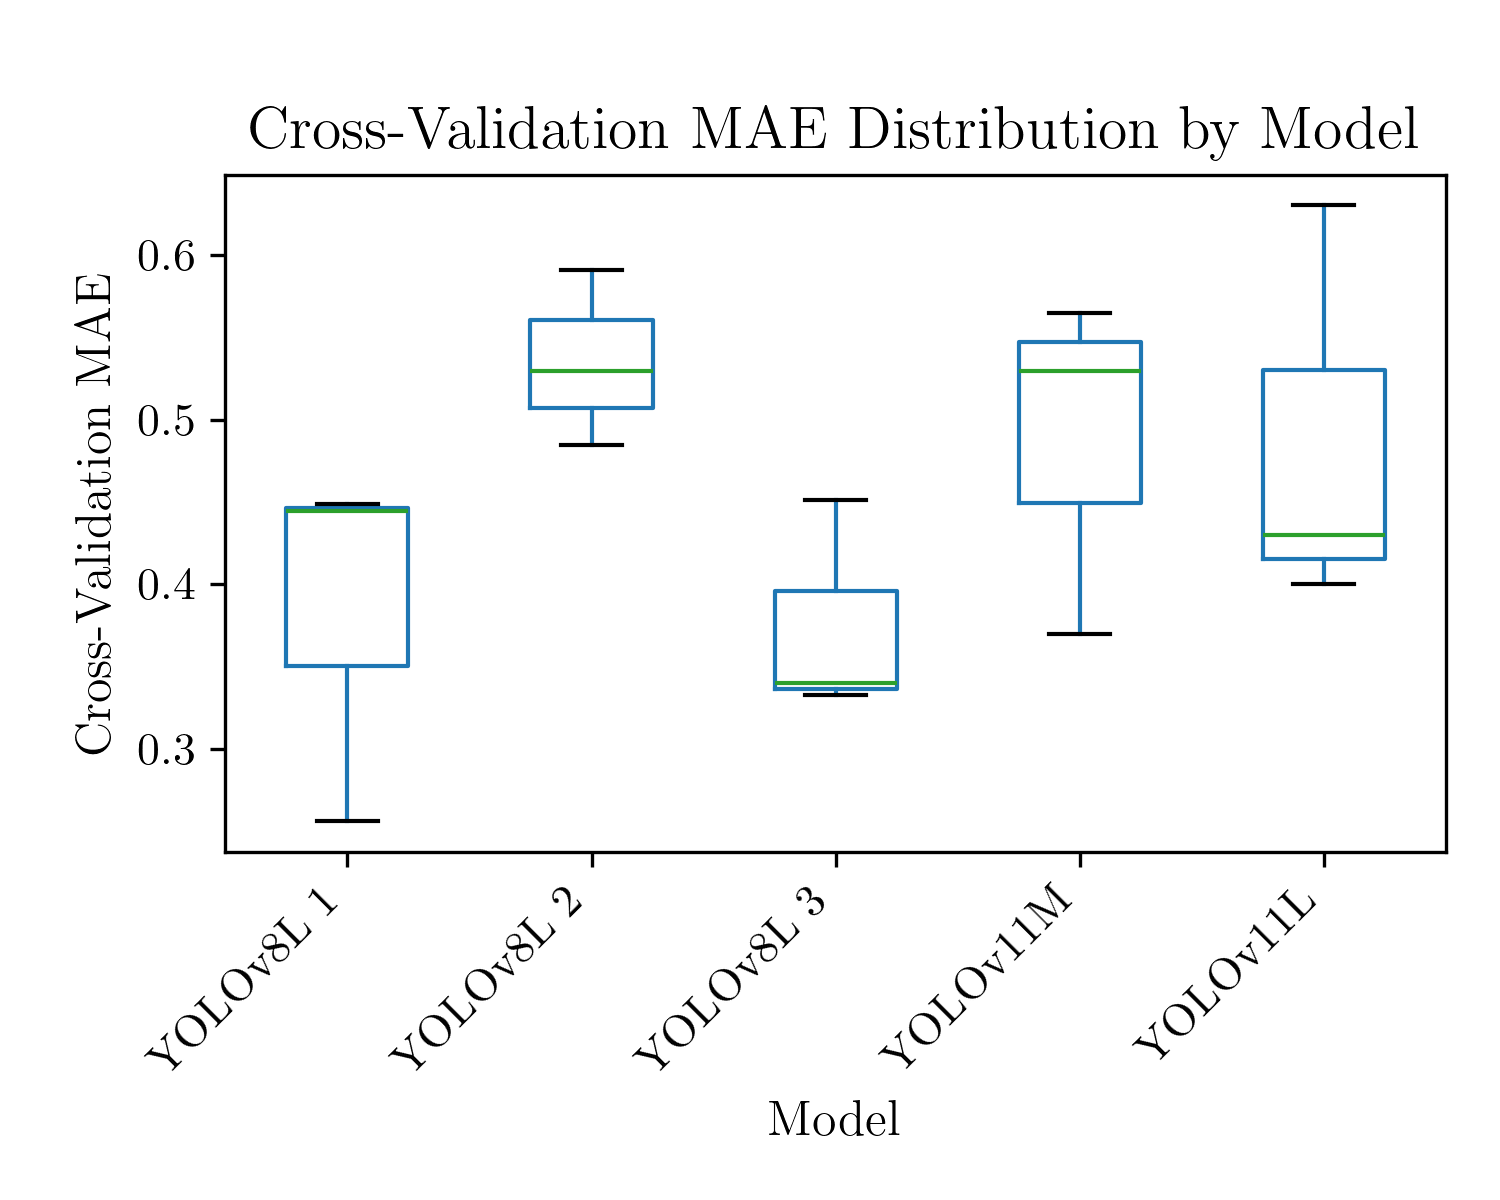 Cross-Validation MAE Distribution by Model
Cross-Validation MAE
0.6
0.5
0.4
0.3
YOLOv8L 1
YOLOv8L 2
YOLOv8L 3
YOLOv11M
YOLOv11L
Model